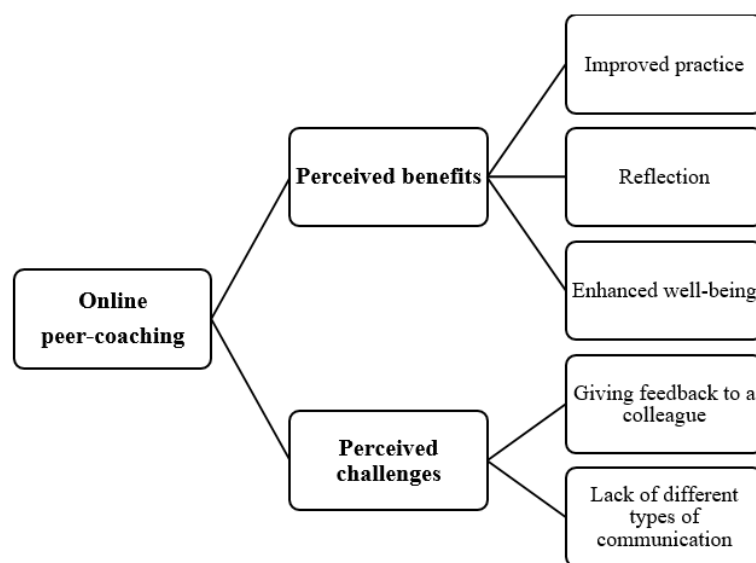 Online
peer-coaching
Perceived benefits
Improved practice
Reflection
Enhanced well-being
Perceived
challenges
Giving feedback to a
colleague
Lack of different
types of
communication